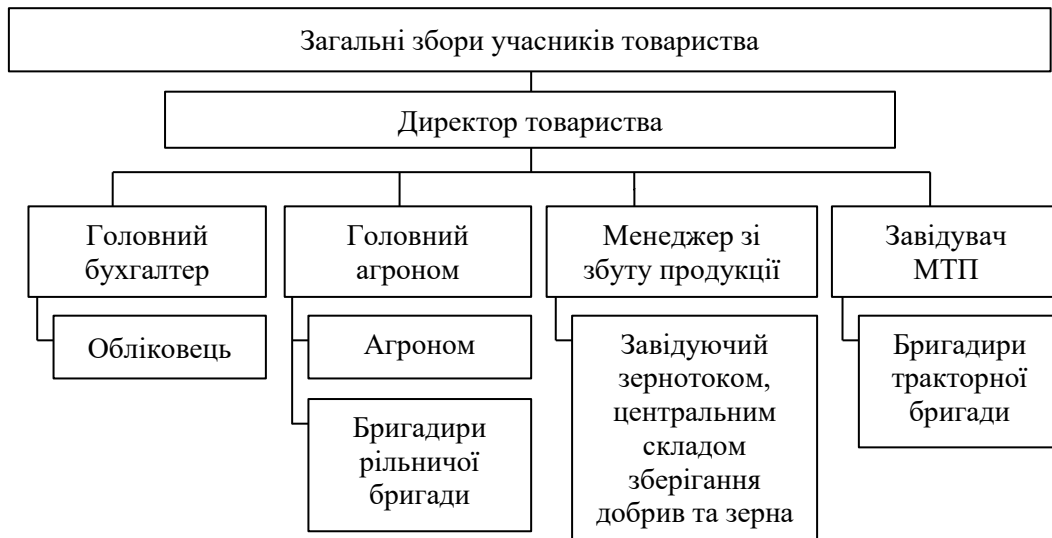 Загальні збори учасників товариства
Директор товариства
Головний
бухгалтер
Головний
агроном
Менеджер зі
збуту продукції
Завідувач
МТП
Обліковець
Агроном
Бригадири
рільничої
бригади
Завідуючий
зернотоком,
центральним
складом
зберігання
добрив та зерна
Бригадири
тракторної
бригади